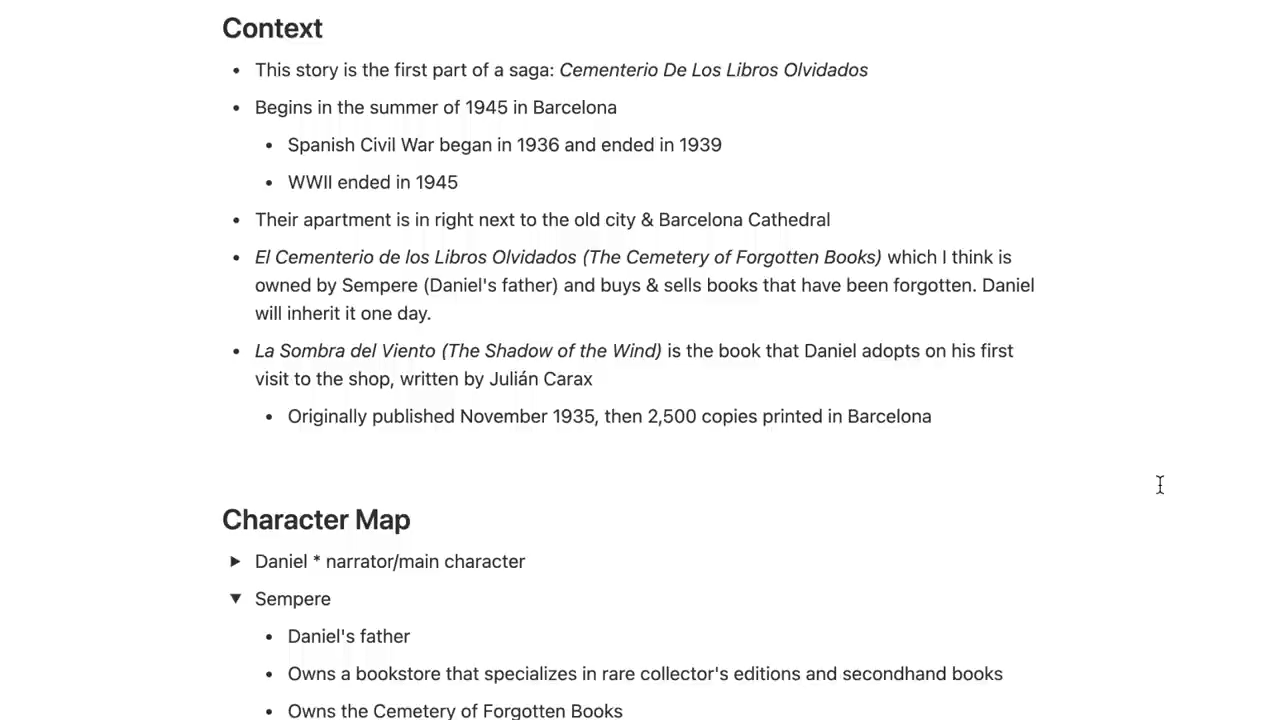 Context
• This story is the first part of a saga: Cementerio De Los Libros Olvidados
• Begins in the summer of 1945 in Barcelona
• Spanish Civil War began in 1936 and ended in 1939
• WWII ended in 1945
• Their apartment is in right next to the old city & Barcelona Cathedral
• El Cementerio de los Libros Olvidados (The Cemetery of Forgotten Books) which I think is
owned by Sempere (Daniel's father) and buys & sells books that have been forgotten. Daniel
will inherit it one day.
• La Sombra del Viento (The Shadow of the Wind) is the book that Daniel adopts on his first
visit to the shop, written by Julián Carax
• Originally published November 1935, then 2,500 copies printed in Barcelona
Character Map
▶ Daniel * narrator/main character
▼ Sempere
• Daniel's father
• Owns a bookstore that specializes in rare collector's editions and secondhand books
• Owns the Cemetery of Forgotten Books